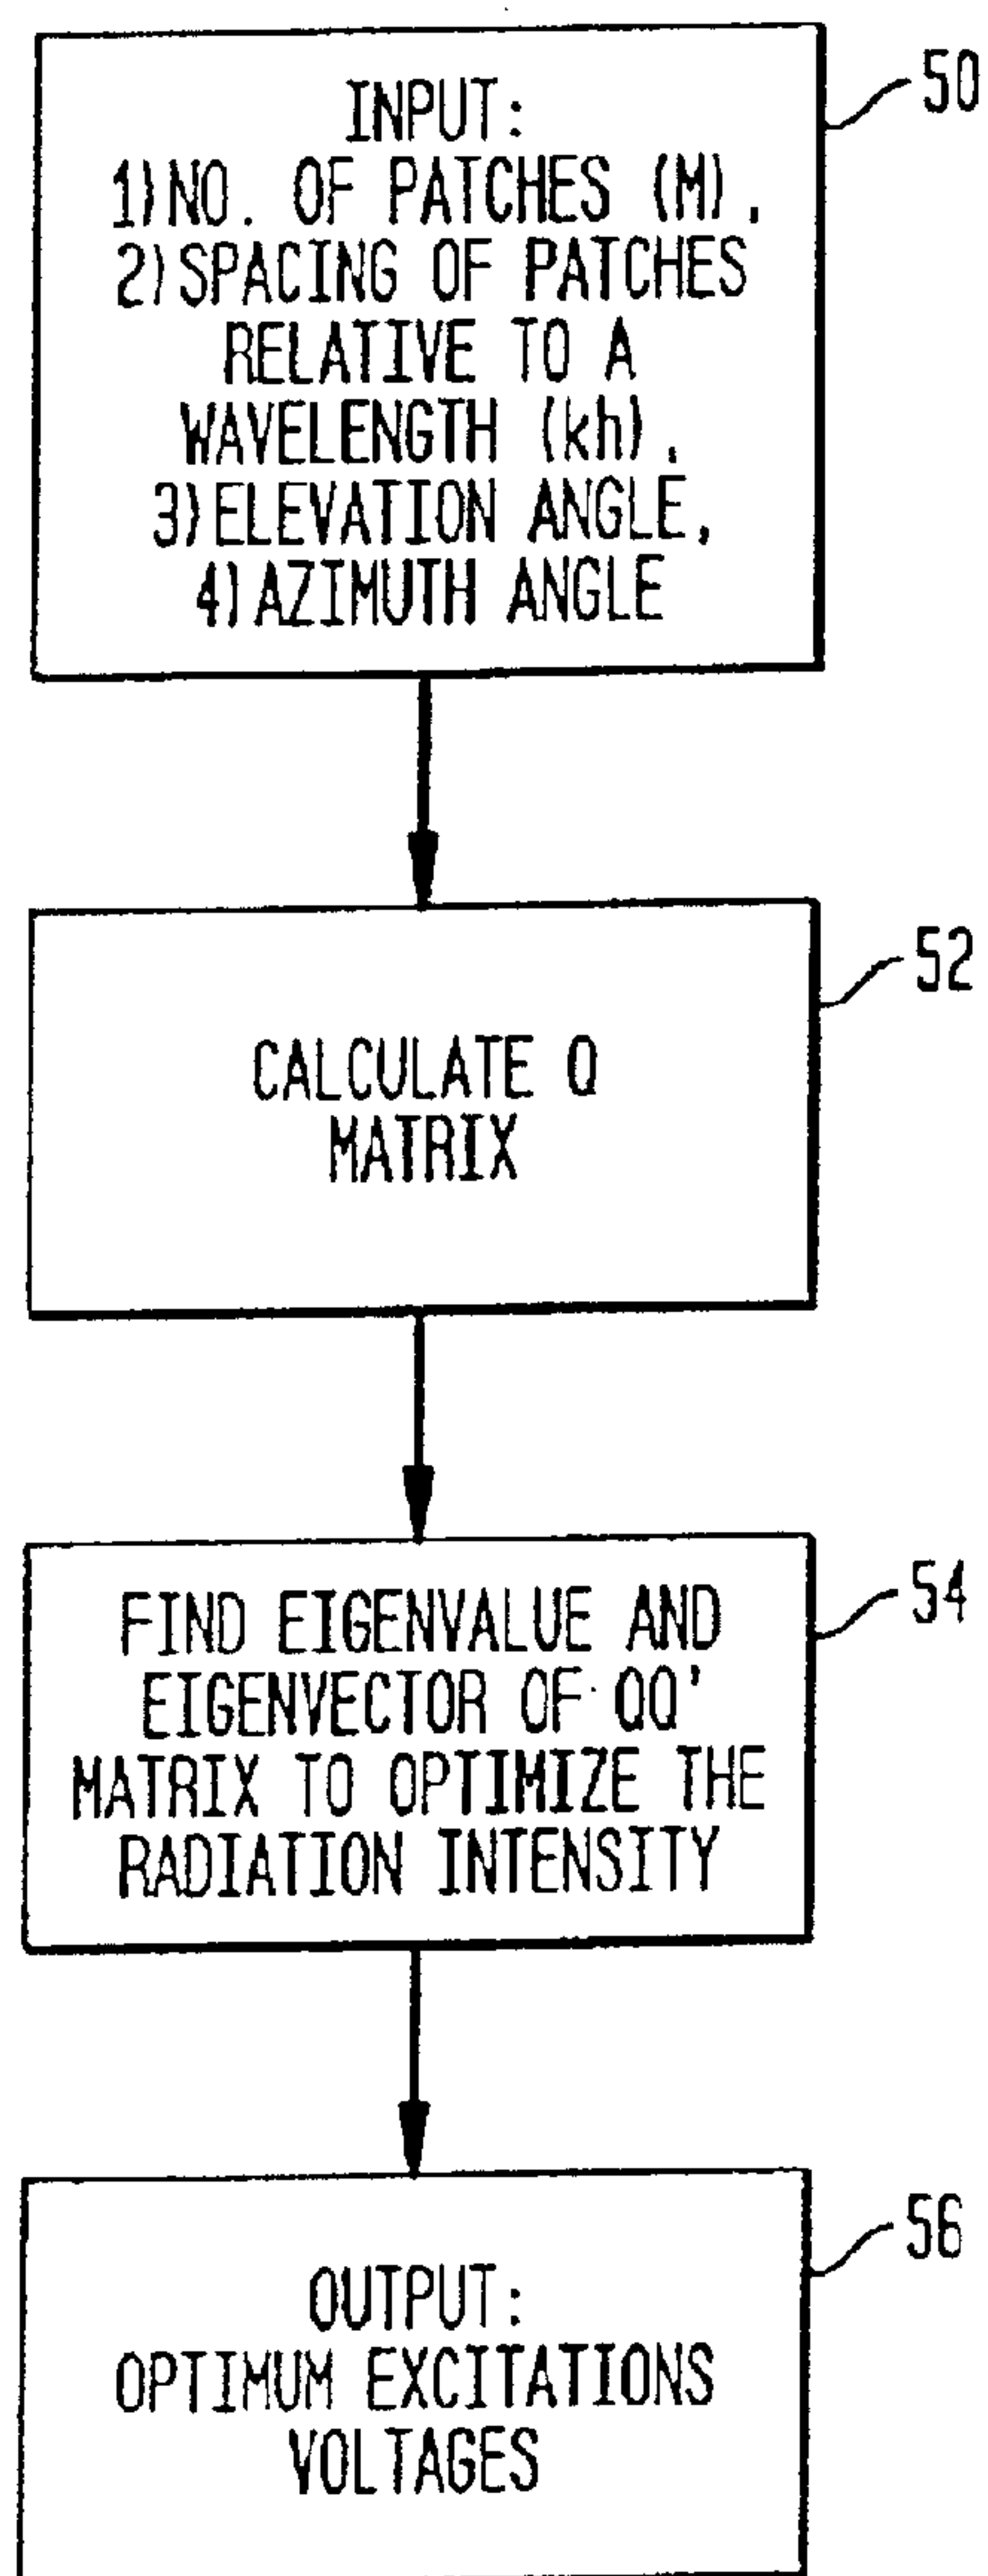 INPUT:
1) NO. OF PATCHES (M),
2) SPACING OF PATCHES
RELATIVE TO A
WAVELENGTH (kh),
3) ELEVATION ANGLE,
4) AZIMUTH ANGLE
50
CALCULATE Q
MATRIX
52
FIND EIGENVALUE AND
EIGENVECTOR OF QQ'
MATRIX TO OPTIMIZE THE
RADIATION INTENSITY
54
OUTPUT:
OPTIMUM EXCITATIONS
VOLTAGES
56